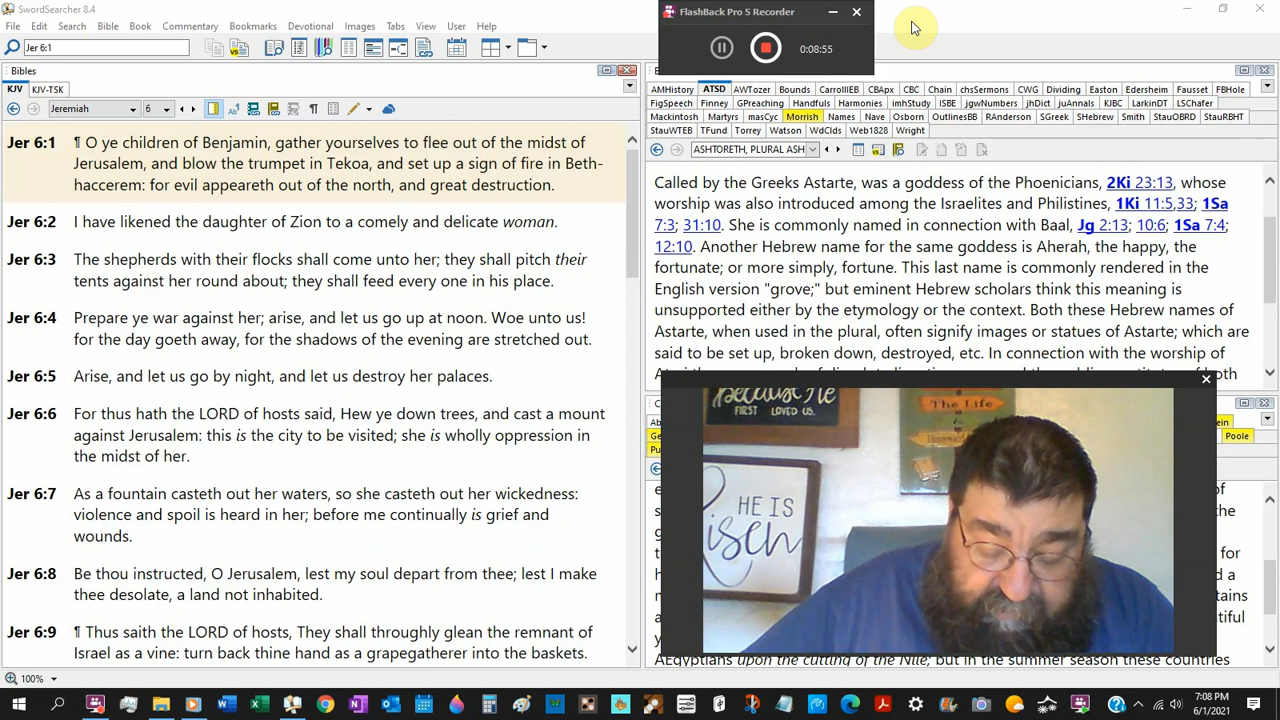 SwordSearcher 8.4
File Edit Search Bible Book Commentary Bookmarks Devotional Images Tabs View User Help
Jer 6:1
Bibles
KJV KJV-TSK
Jeremiah 6
Jer 6:1 ¶ O ye children of Benjamin, gather yourselves to flee out of the midst of
Jerusalem, and blow the trumpet in Tekoa, and set up a sign of fire in Beth-
haccerem: for evil appeareth out of the north, and great destruction.
Jer 6:2 I have likened the daughter of Zion to a comely and delicate woman.
Jer 6:3 The shepherds with their flocks shall come unto her; they shall pitch their
tents against her round about; they shall feed every one in his place.
Jer 6:4 Prepare ye war against her; arise, and let us go up at noon. Woe unto us!
for the day goeth away, for the shadows of the evening are stretched out.
Jer 6:5 Arise, and let us go by night, and let us destroy her palaces.
Jer 6:6 For thus hath the LORD of hosts said, Hew ye down trees, and cast a mount
against Jerusalem: this is the city to be visited; she is wholly oppression in
the midst of her.
Jer 6:7 As a fountain casteth out her waters, so she casteth out her wickedness:
violence and spoil is heard in her; before me continually is grief and
wounds.
Jer 6:8 Be thou instructed, O Jerusalem, lest my soul depart from thee; lest I make
thee desolate, a land not inhabited.
Jer 6:9 ¶ Thus saith the LORD of hosts, They shall throughly glean the remnant of
Israel as a vine: turn back thine hand as a grapegatherer into the baskets.
100%
FlashBack Pro 5 Recorder
0:08:55
AMHistory ATSD AWTozer Bounds CarrollIEB CBApx CBC Chain chsSermons CWG Dividing Easton Edersheim Fausset FBHole
FigSpeech Finney GPreaching Handfuls Harmonies imhStudy ISBE jgwNumbers jhDict juAnnals KJBC LarkinDT LSChafer
Mackintosh Martyrs masCyc Morrish Names Nave Osborn OutlinesBB RAnderson SGreek SHebrew Smith StauOBRD StauRBHT
StauWTEB TFund Torrey Watson WdClds Web1828 Wright
ASHTORETH, PLURAL ASH
Called by the Greeks Astarte, was a goddess of the Phoenicians, 2Ki 23:13, whose
worship was also introduced among the Israelites and Philistines, 1Ki 11:5,33; 1Sa
7:3; 31:10. She is commonly named in connection with Baal, Jg 2:13; 10:6; 1Sa 7:4;
12:10. Another Hebrew name for the same goddess is Aherah, the happy, the
fortunate; or more simply, fortune. This last name is commonly rendered in the
English version "grove;" but eminent Hebrew scholars think this meaning is
unsupported either by the etymology or the context. Both these Hebrew names of
Astarte, when used in the plural, often signify images or statues of Astarte; which are
said to be set up, broken down, destroyed, etc. In connection with the worship of
Poole
Because He
FIRST LOVED US.
The Life
HE IS
Risen
AEgyptians upon the cutting of the Nile; but in the summer season these countries
7:08 PM
6/1/2021